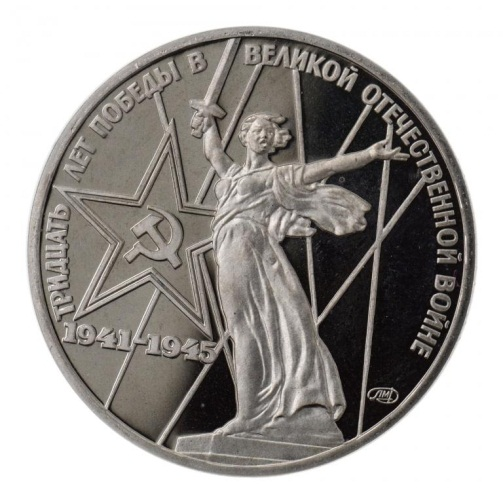 ТРИДЦАТЬ ЛЕТ ПОБЕДЫ В ВЕЛИКОЙ ОТЕЧЕСТВЕННОЙ ВОЙНЕ
1941-1945
ЛМД